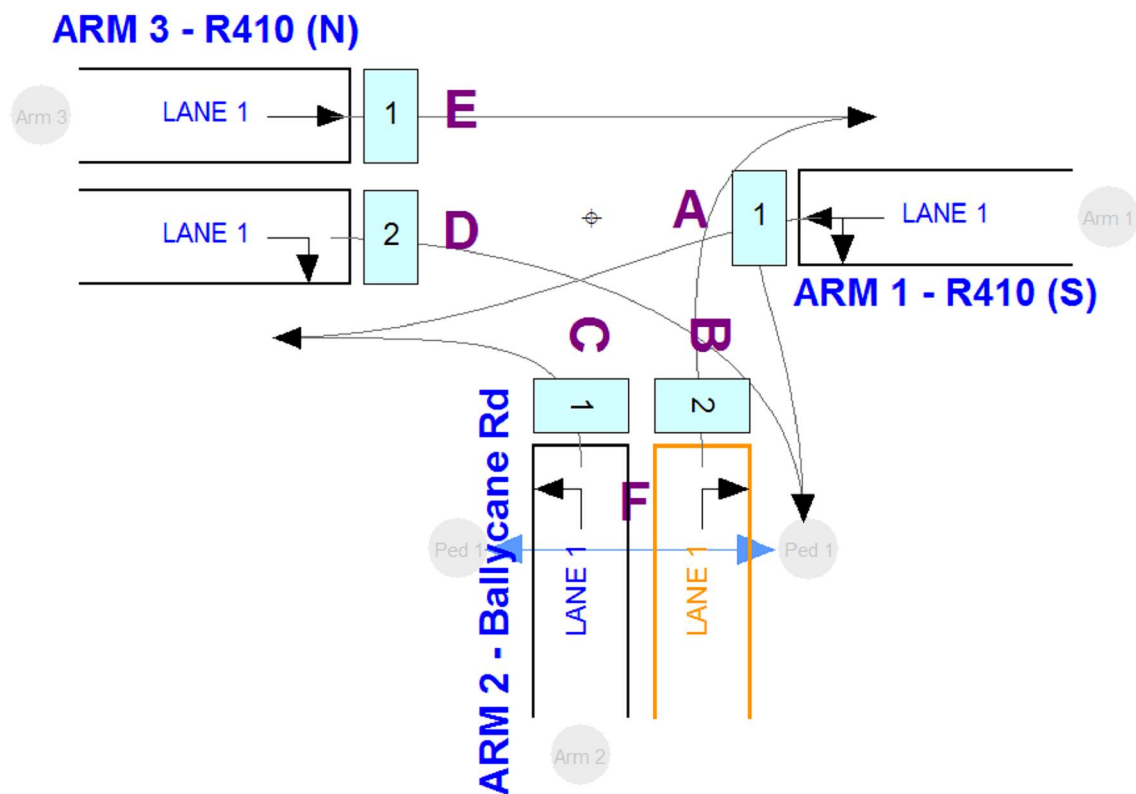 ARM 3 - R410 (N)
Arm 3
LANE 1
1
E
LANE 1
2
D
A
1
LANE 1
Arm 1
ARM 1 - R410 (S)
C
B
1
2
ARM 2 - Ballycane Rd
F
Ped 1
Ped 1
LANE 1
LANE 1
Arm 2